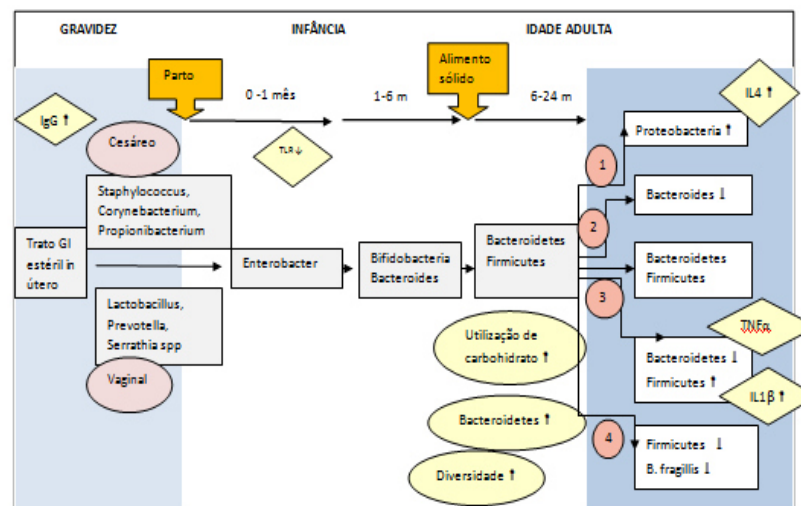 GRAVIDEZ
INFÂNCIA
IDADE ADULTA
Parto
Alimento
sólido
0 -1 mês
1-6 m
6-24 m
IgG ↑
TLR ↓
IL4 ↑
Cesáreo
1
Proteobacteria ↑
Staphylococcus,
Corynebacterium,
Propionibacterium
2
Bacteroides ↓
Trato GI
estéril in
útero
Enterobacter
Bifidobacteria
Bacteroides
Bacteroidetes
Firmicutes
Bacteroidetes
Firmicutes
3
Lactobacillus,
Prevotella,
Serrathia spp
Vaginal
Utilização de
carbohidrato ↑
TNFα
Bacteroidetes ↓
Firmicutes ↑
IL1β ↑
Bacteroidetes ↑
4
Firmicutes ↓
B. fragillis ↓
Diversidade ↑